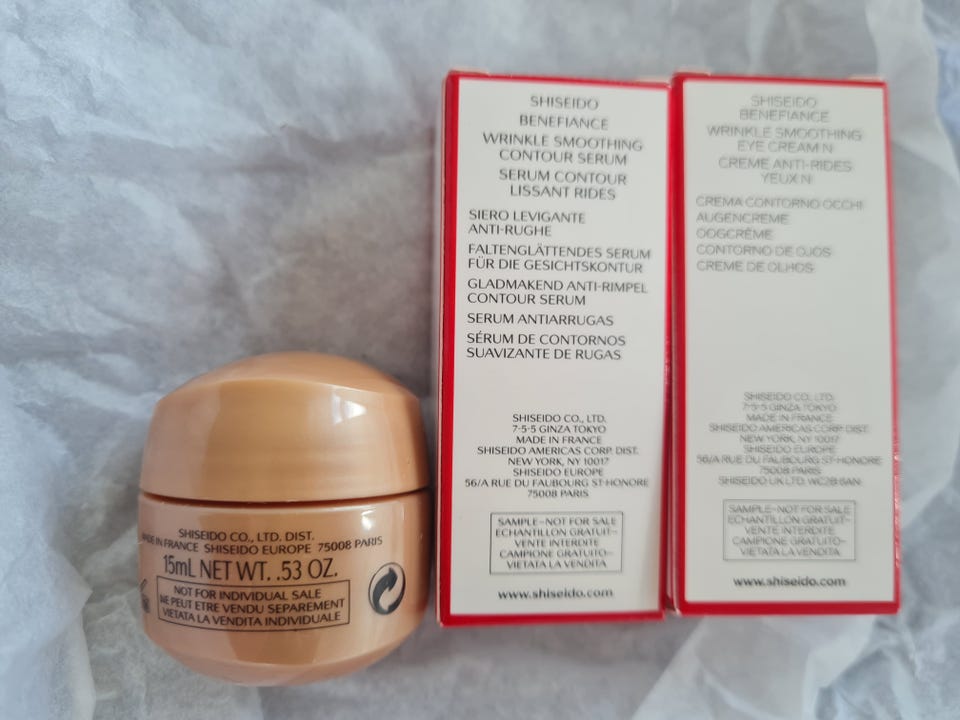 SHISEIDO CO., LTD. DIST.
MADE IN FRANCE SHISEIDO EUROPE 75008 PARIS
15mL NET WT. .53 OZ.
NOT FOR INDIVIDUAL SALE
NE PEUT ETRE VENDU SEPAREMENT
VIETATA LA VENDITA INDIVIDUALE
SHISEIDO
BENEFIANCE
WRINKLE SMOOTHING
CONTOUR SERUM
SERUM CONTOUR
LISSANT RIDES
SIERO LEVIGANTE
ANTI-RUGHE
FALTENGLÄTTENDES SERUM
FÜR DIE GESICHTSKONTUR
GLADMAKEND ANTI-RIMPEL
CONTOUR SERUM
SERUM ANTIARRUGAS
SÉRUM DE CONTORNOS
SUAVIZANTE DE RUGAS
SHISEIDO CO., LTD.
7-5-5 GINZA TOKYO
MADE IN FRANCE
SHISEIDO AMERICAS CORP. DIST.
NEW YORK, NY 10017
SHISEIDO EUROPE
56/A RUE DU FAUBOURG ST-HONORE
75008 PARIS
SAMPLE-NOT FOR SALE
ECHANTILLON GRATUIT-
VENTE INTERDITE
CAMPIONE GRATUITO-
VIETATA LA VENDITA
www.shiseido.com
SHISEIDO
BENEFIANCE
WRINKLE SMOOTHING
EYE CREAM N
CREME ANTI-RIDES
YEUX N
CREMA CONTORNO OCCHI
AUGENCREME
OOGCRÈME
CONTORNO DE OJOS
CREME DE OLHOS
SHISEIDO CO., LTD.
7-5-5 GINZA TOKYO
MADE IN FRANCE
SHISEIDO AMERICAS CORP. DIST.
NEW YORK, NY 10017
SHISEIDO EUROPE
56/A RUE DU FAUBOURG ST-HONORE
75008 PARIS
SHISEIDO UK LTD. WC2B 6AN
SAMPLE-NOT FOR SALE
ECHANTILLON GRATUIT-
VENTE INTERDITE
CAMPIONE GRATUITO-
VIETATA LA VENDITA
www.shiseido.com